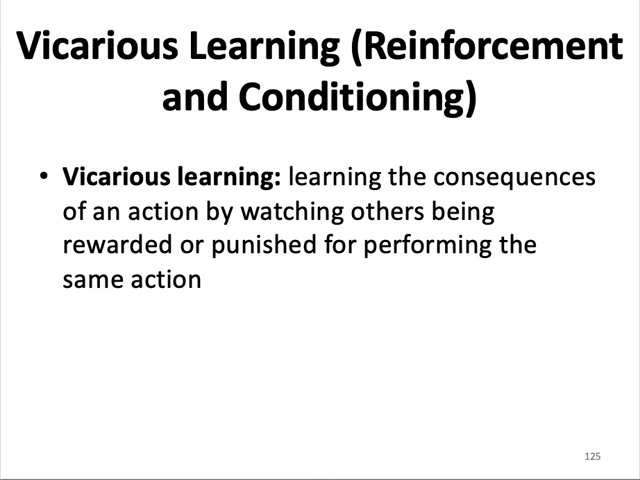 Vicarious Learning (Reinforcement
and Conditioning)
• Vicarious learning: learning the consequences
of an action by watching others being
rewarded or punished for performing the
same action
125